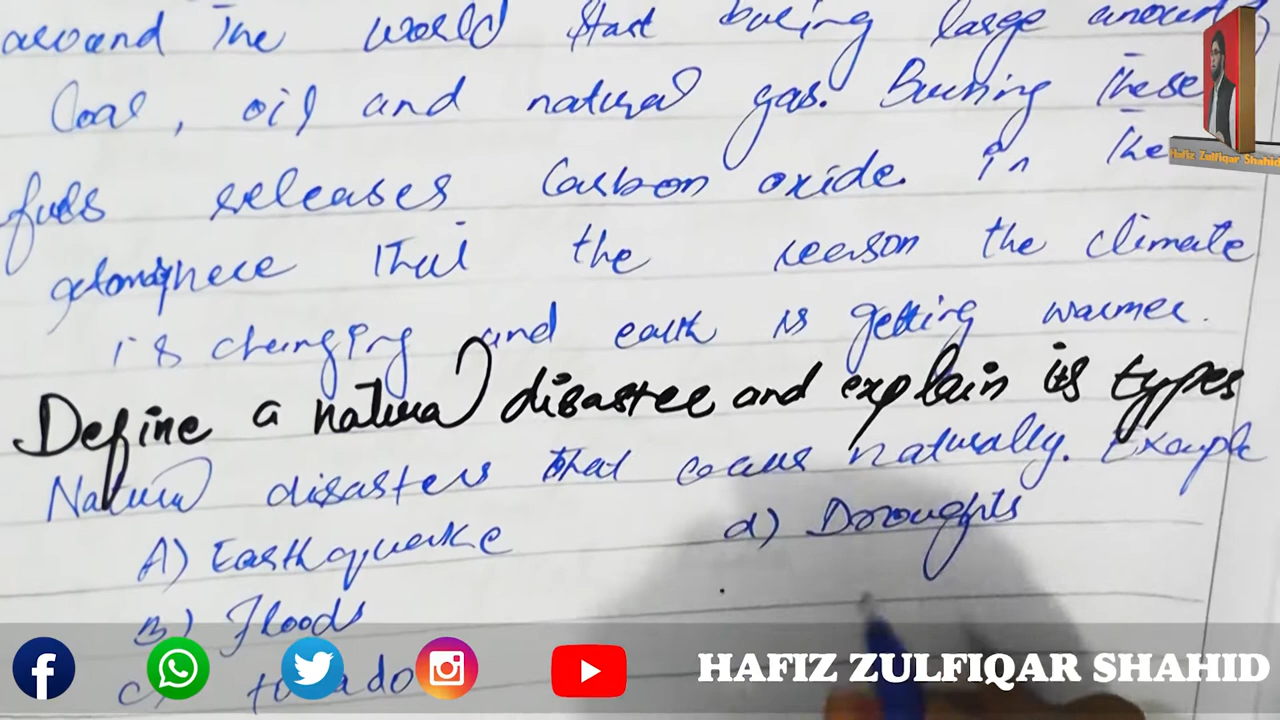 around the world start buring large amount
Coal, oil and natural gas. Burning these
fuels releases Carbon oxide in the
that the reason the climate
is changing and earth is getting warmer.
Define a natural disaster and explain its types
Natural disasters that occurs naturally. Example
A) Earthquake
d) Droughts
B) Floods
c)
HAFIZ ZULFIQAR SHAHID
Hafiz Zulfiqar Shahid